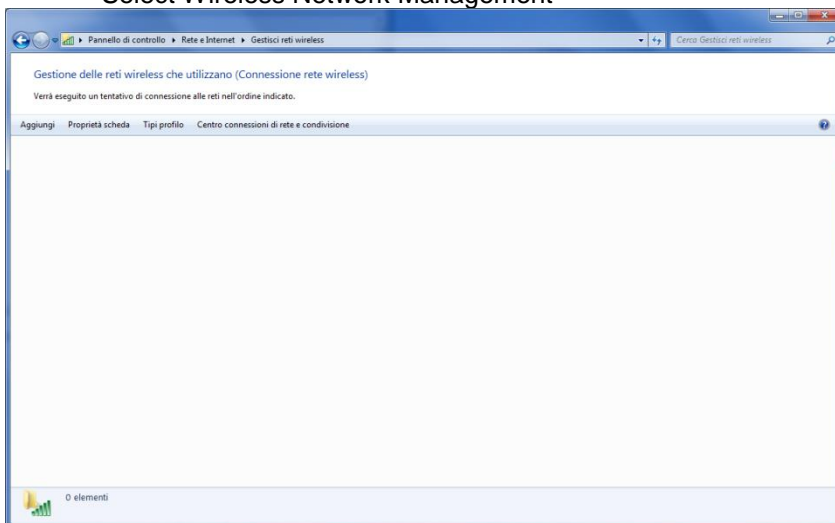 Select Wireless Network Management
Pannello di controllo Rete e Internet Gestisci reti wireless Cerca Gestisci reti wireless
Gestione delle reti wireless che utilizzano (Connessione rete wireless)
Verrà eseguito un tentativo di connessione alle reti nell'ordine indicato.
Aggiungi Proprietà scheda Tipi profilo Centro connessioni di rete e condivisione
0 elementi